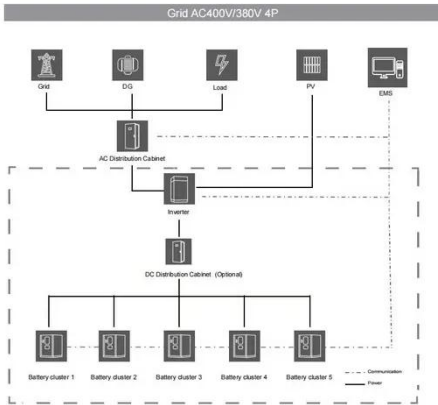 Grid AC400V/380V 4P
Grid
DG
Load
PV
EMS
AC Distribution Cabinet
Inverter
DC Distribution Cabinet (Optional)
Battery cluster 1
Battery cluster 2
Battery cluster 3
Battery cluster 4
Battery cluster 5
Communication
Power